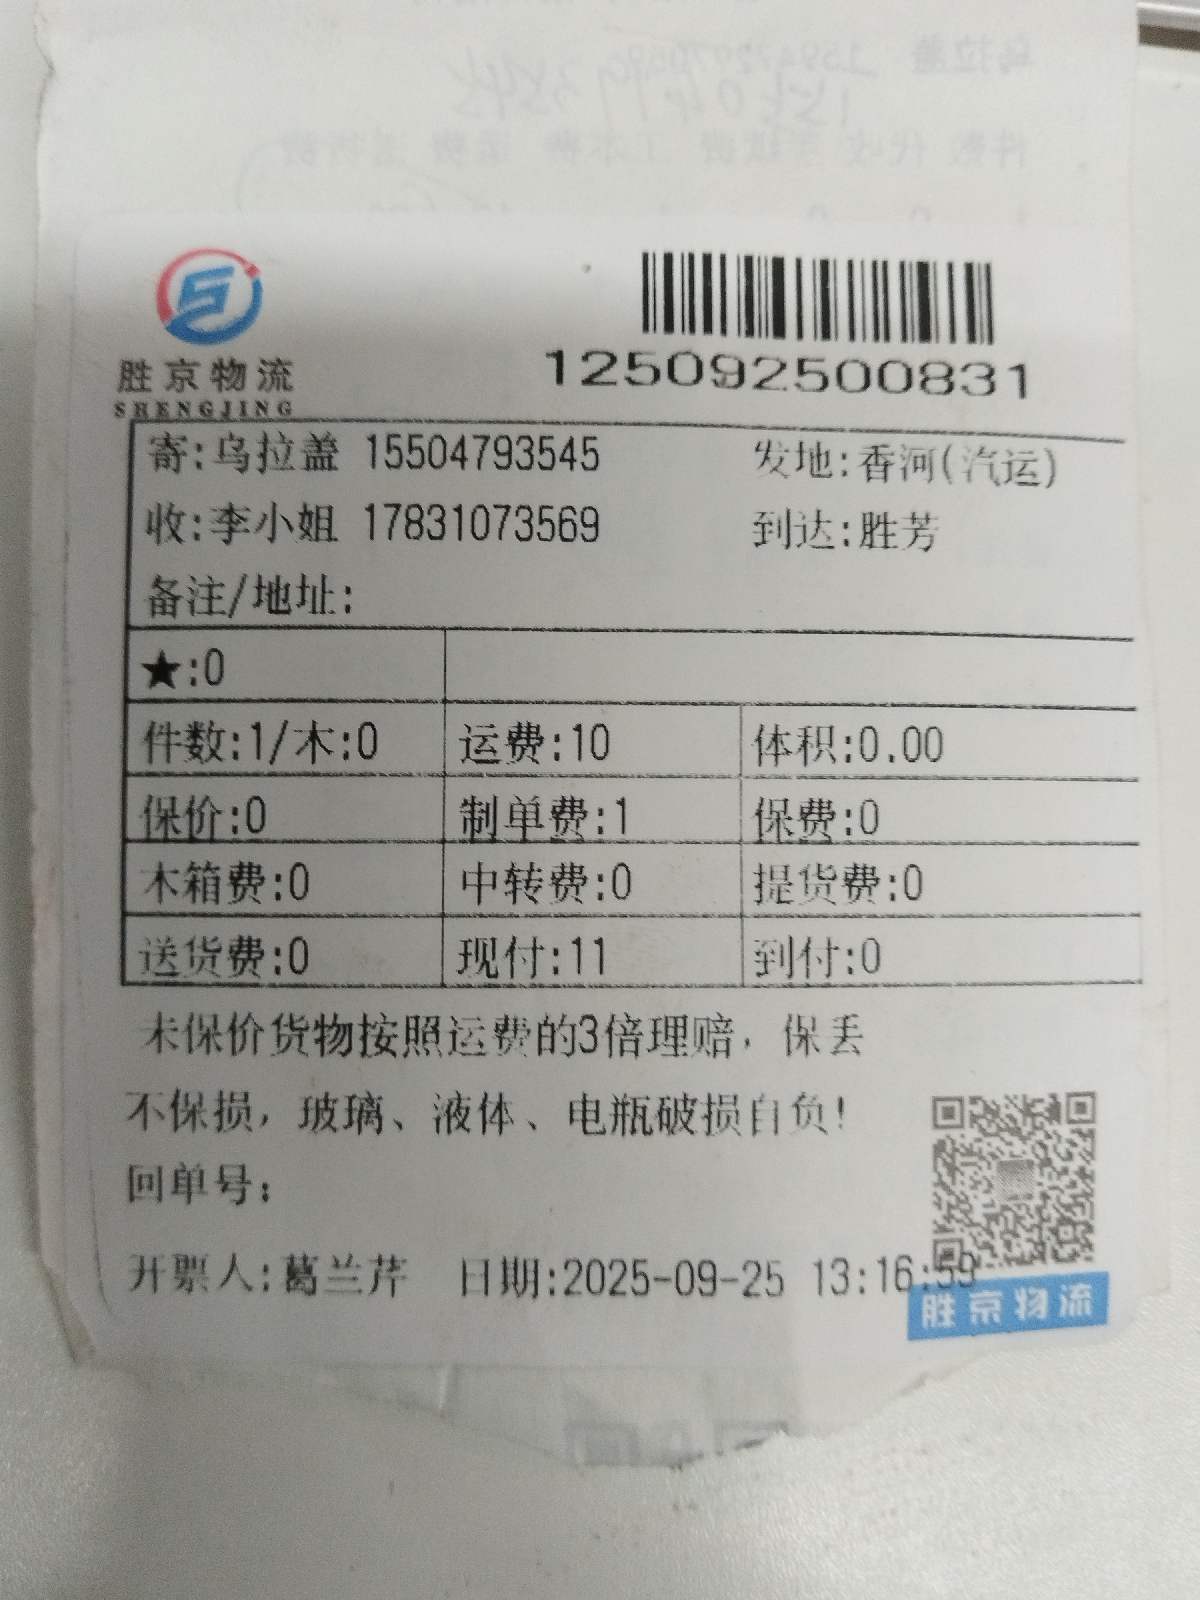 胜京物流
SHENGJING
125092500831
寄:乌拉盖 15504793545 发地:香河(汽运)
收:李小姐 17831073569 到达:胜芳
备注/地址:
★:0
件数:1/木:0 运费:10 体积:0.00
保价:0 制单费:1 保费:0
木箱费:0 中转费:0 提货费:0
送货费:0 现付:11 到付:0
未保价货物按照运费的3倍理赔，保丢
不保损，玻璃、液体、电瓶破损自负！
回单号：
开票人:葛兰芹 日期:2025-09-25 13:16:59
胜京物流